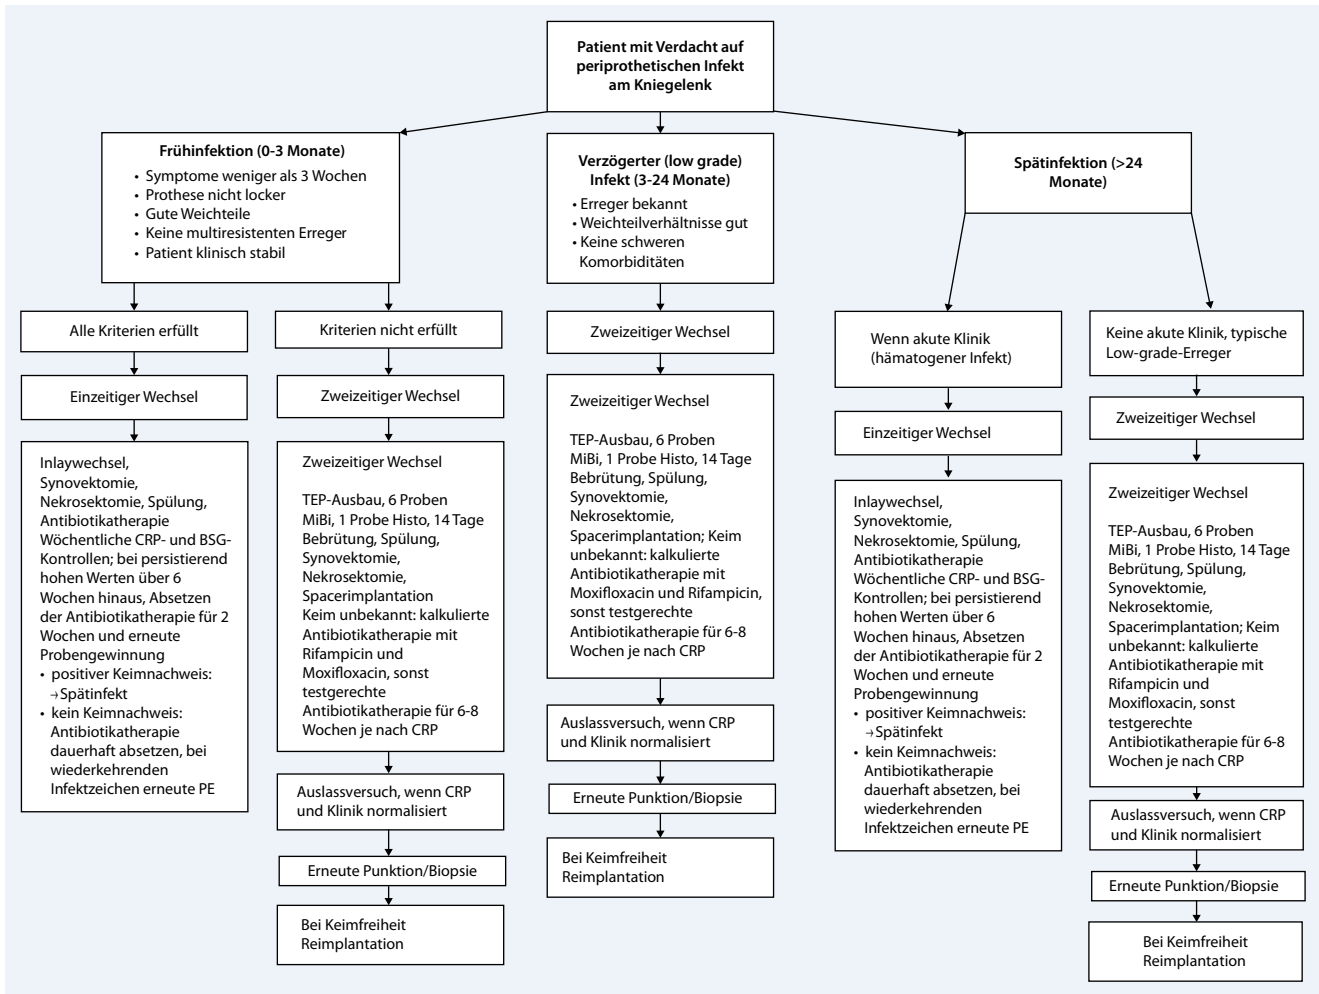 Patient mit Verdacht auf
periprothetischen Infekt
am Kniegelenk
Frühinfektion (0-3 Monate)
• Symptome weniger als 3 Wochen
• Prothese nicht locker
• Gute Weichteile
• Keine multiresistenten Erreger
• Patient klinisch stabil
Alle Kriterien erfüllt
Einzeitiger Wechsel
Inlaywechsel,
Synovektomie,
Nekrosektomie, Spülung,
Antibiotikatherapie
Wöchentliche CRP- und BSG-
Kontrollen; bei persistierend
hohen Werten über 6
Wochen hinaus, Absetzen
der Antibiotikatherapie für 2
Wochen und erneute
Probengewinnung
• positiver Keimnachweis:
→Spätinfekt
• kein Keimnachweis:
Antibiotikatherapie
dauerhaft absetzen, bei
wiederkehrenden
Infektzeichen erneute PE
Kriterien nicht erfüllt
Zweizeitiger Wechsel
Zweizeitiger Wechsel
TEP-Ausbau, 6 Proben
MiBi, 1 Probe Histo, 14 Tage
Bebrütung, Spülung,
Synovektomie,
Nekrosektomie,
Spacerimplantation
Keim unbekannt: kalkulierte
Antibiotikatherapie mit
Rifampicin und
Moxifloxacin, sonst
testgerechte
Antibiotikatherapie für 6-8
Wochen je nach CRP
Auslassversuch, wenn CRP
und Klinik normalisiert
Erneute Punktion/Biopsie
Bei Keimfreiheit
Reimplantation
Verzögerter (low grade)
Infekt (3-24 Monate)
• Erreger bekannt
• Weichteilverhältnisse gut
• Keine schweren
Komorbiditäten
Zweizeitiger Wechsel
Zweizeitiger Wechsel
TEP-Ausbau, 6 Proben
MiBi, 1 Probe Histo, 14 Tage
Bebrütung, Spülung,
Synovektomie,
Nekrosektomie,
Spacerimplantation; Keim
unbekannt: kalkulierte
Antibiotikatherapie mit
Moxifloxacin und Rifampicin,
sonst testgerechte
Antibiotikatherapie für 6-8
Wochen je nach CRP
Auslassversuch, wenn CRP
und Klinik normalisiert
Erneute Punktion/Biopsie
Bei Keimfreiheit
Reimplantation
Spätinfektion (>24
Monate)
Wenn akute Klinik
(hämatogener Infekt)
Einzeitiger Wechsel
Inlaywechsel,
Synovektomie,
Nekrosektomie, Spülung,
Antibiotikatherapie
Wöchentliche CRP- und BSG-
Kontrollen; bei persistierend
hohen Werten über 6
Wochen hinaus, Absetzen
der Antibiotikatherapie für 2
Wochen und erneute
Probengewinnung
• positiver Keimnachweis:
→Spätinfekt
• kein Keimnachweis:
Antibiotikatherapie
dauerhaft absetzen, bei
wiederkehrenden
Infektzeichen erneute PE
Keine akute Klinik, typische
Low-grade-Erreger
Zweizeitiger Wechsel
Zweizeitiger Wechsel
TEP-Ausbau, 6 Proben
MiBi, 1 Probe Histo, 14 Tage
Bebrütung, Spülung,
Synovektomie,
Nekrosektomie,
Spacerimplantation; Keim
unbekannt: kalkulierte
Antibiotikatherapie mit
Rifampicin und
Moxifloxacin, sonst
testgerechte
Antibiotikatherapie für 6-8
Wochen je nach CRP
Auslassversuch, wenn CRP
und Klinik normalisiert
Erneute Punktion/Biopsie
Bei Keimfreiheit
Reimplantation